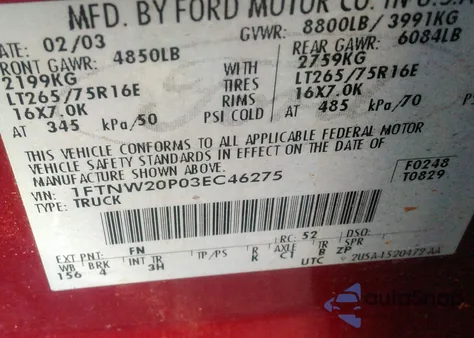 MFD. BY FORD MOTOR CO. IN U.S.A.
DATE: 02/03 GVWR: 8800LB/ 3991KG
FRONT GAWR: 4850LB REAR GAWR: 6084LB
2199KG WITH 2759KG
LT265/75R16E TIRES LT265/75R16E
16X7.0K RIMS 16X7.0K
AT 345 kPa/50 PSI COLD AT 485 kPa/70
THIS VEHICLE CONFORMS TO ALL APPLICABLE FEDERAL MOTOR
VEHICLE SAFETY STANDARDS IN EFFECT ON THE DATE OF
MANUFACTURE SHOWN ABOVE.
VIN: 1FTNW20P03EC46275 F0248
TYPE: TRUCK T0829
FN RC: 52 DSO:
WB BRK INT TR TP/PS R AXLE TR SPR
156 4 3H K C1 B ZP
UTC
AutoSnap